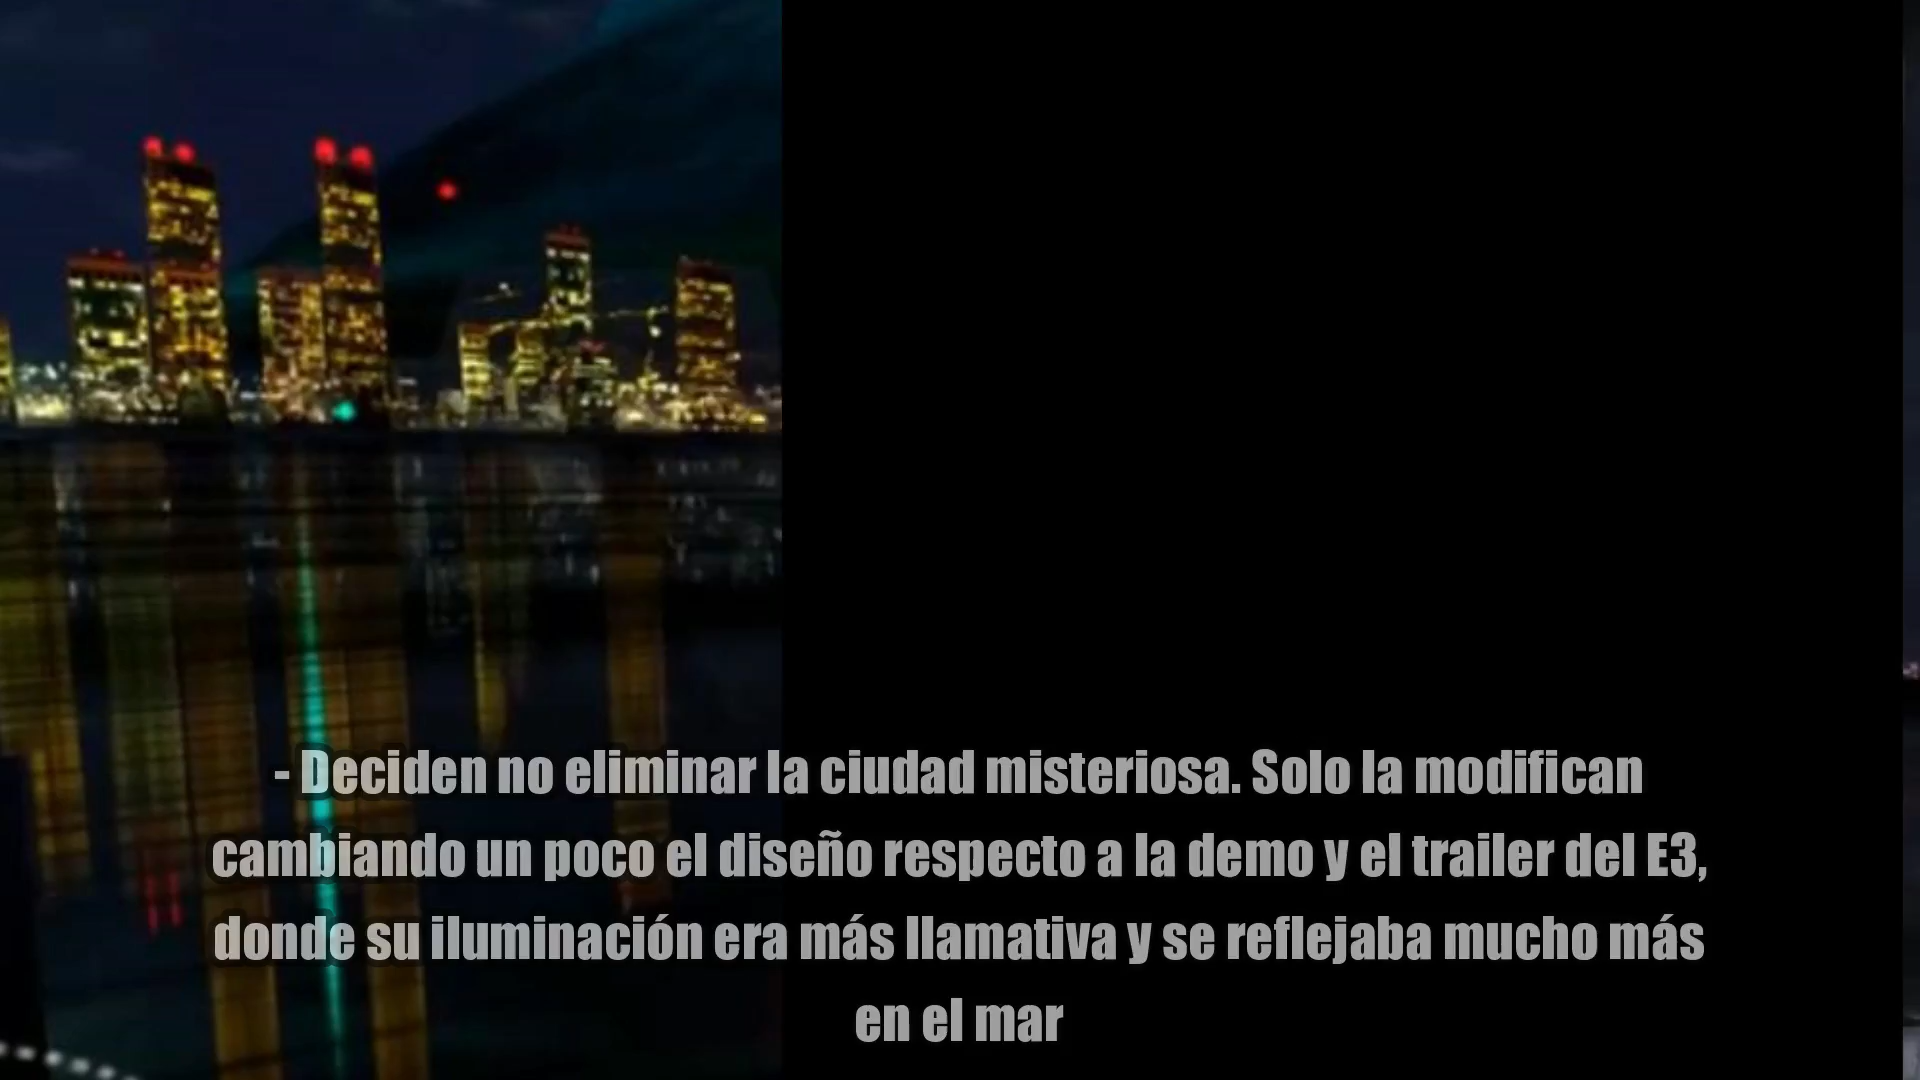 - Deciden no eliminar la ciudad misteriosa. Solo la modifican
cambiando un poco el diseño respecto a la demo y el trailer del E3,
donde su iluminación era más llamativa y se reflejaba mucho más
en el mar